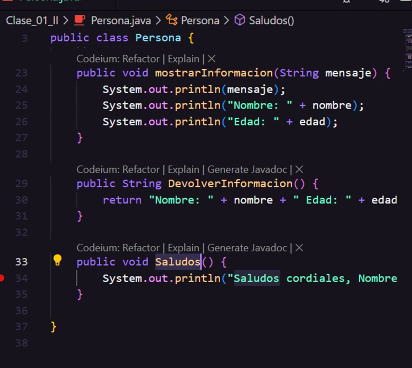 Clase_01_II > Persona.java > Persona > Saludos()
3 public class Persona {
Codeium: Refactor | Explain | X
23 public void mostrarInformacion(String mensaje) {
24 System.out.println(mensaje);
25 System.out.println("Nombre: " + nombre);
26 System.out.println("Edad: " + edad);
27 }
28
Codeium: Refactor | Explain | Generate Javadoc | X
29 public String DevolverInformacion() {
30 return "Nombre: " + nombre + " Edad: " + edad
31 }
32
Codeium: Refactor | Explain | Generate Javadoc | X
33 public void Saludos() {
34 System.out.println("Saludos cordiales, Nombre
35 }
36
37 }
38